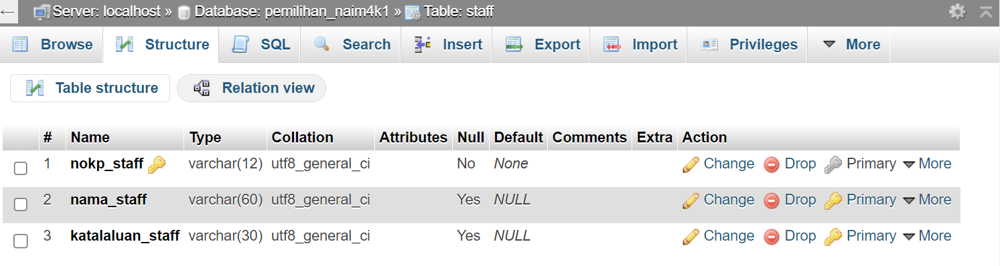 Server: localhost » Database: pemilihan_naim4k1 » Table: staff
Browse Structure SQL Search Insert Export Import Privileges More
Table structure Relation view
# Name Type Collation Attributes Null Default Comments Extra Action
1 nokp_staff varchar(12) utf8_general_ci No None Change Drop Primary More
2 nama_staff varchar(60) utf8_general_ci Yes NULL Change Drop Primary More
3 katalaluan_staff varchar(30) utf8_general_ci Yes NULL Change Drop Primary More